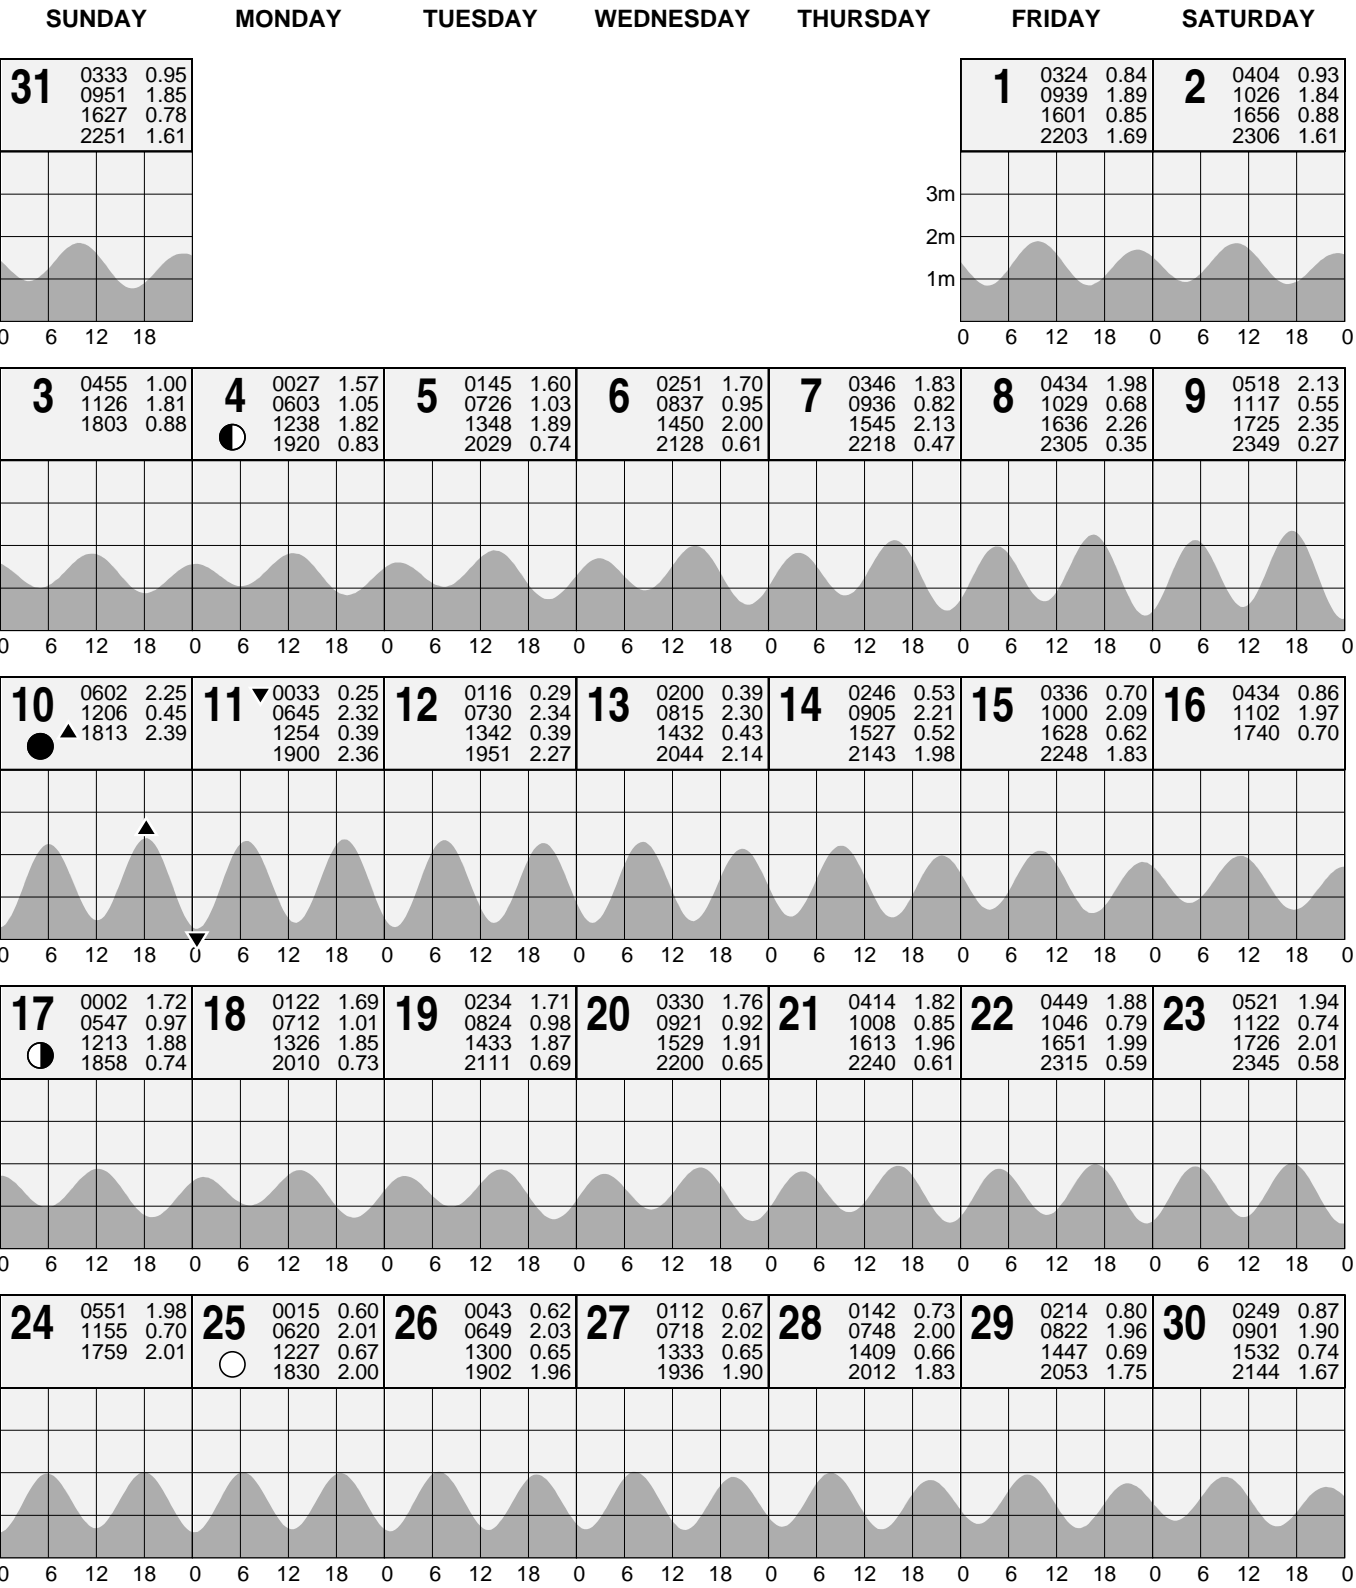 SUNDAY MONDAY TUESDAY WEDNESDAY THURSDAY FRIDAY SATURDAY
31 0333 0.95
0951 1.85
1627 0.78
2251 1.61
1 0324 0.84
0939 1.89
1601 0.85
2203 1.69
2 0404 0.93
1026 1.84
1656 0.88
2306 1.61
3m
2m
1m
0 6 12 18
0 6 12 18 0 6 12 18 0
3 0455 1.00
1126 1.81
1803 0.88
4 0027 1.57
0603 1.05
1238 1.82
1920 0.83
5 0145 1.60
0726 1.03
1348 1.89
2029 0.74
6 0251 1.70
0837 0.95
1450 2.00
2128 0.61
7 0346 1.83
0936 0.82
1545 2.13
2218 0.47
8 0434 1.98
1029 0.68
1636 2.26
2305 0.35
9 0518 2.13
1117 0.55
1725 2.35
2349 0.27
0 6 12 18 0 6 12 18 0 6 12 18 0 6 12 18 0 6 12 18 0 6 12 18 0 6 12 18 0
10 0602 2.25
1206 0.45
1813 2.39
11 0033 0.25
0645 2.32
1254 0.39
1900 2.36
12 0116 0.29
0730 2.34
1342 0.39
1951 2.27
13 0200 0.39
0815 2.30
1432 0.43
2044 2.14
14 0246 0.53
0905 2.21
1527 0.52
2143 1.98
15 0336 0.70
1000 2.09
1628 0.62
2248 1.83
16 0434 0.86
1102 1.97
1740 0.70
0 6 12 18 0 6 12 18 0 6 12 18 0 6 12 18 0 6 12 18 0 6 12 18 0 6 12 18 0
17 0002 1.72
0547 0.97
1213 1.88
1858 0.74
18 0122 1.69
0712 1.01
1326 1.85
2010 0.73
19 0234 1.71
0824 0.98
1433 1.87
2111 0.69
20 0330 1.76
0921 0.92
1529 1.91
2200 0.65
21 0414 1.82
1008 0.85
1613 1.96
2240 0.61
22 0449 1.88
1046 0.79
1651 1.99
2315 0.59
23 0521 1.94
1122 0.74
1726 2.01
2345 0.58
0 6 12 18 0 6 12 18 0 6 12 18 0 6 12 18 0 6 12 18 0 6 12 18 0 6 12 18 0
24 0551 1.98
1155 0.70
1759 2.01
25 0015 0.60
0620 2.01
1227 0.67
1830 2.00
26 0043 0.62
0649 2.03
1300 0.65
1902 1.96
27 0112 0.67
0718 2.02
1333 0.65
1936 1.90
28 0142 0.73
0748 2.00
1409 0.66
2012 1.83
29 0214 0.80
0822 1.96
1447 0.69
2053 1.75
30 0249 0.87
0901 1.90
1532 0.74
2144 1.67
0 6 12 18 0 6 12 18 0 6 12 18 0 6 12 18 0 6 12 18 0 6 12 18 0 6 12 18 0